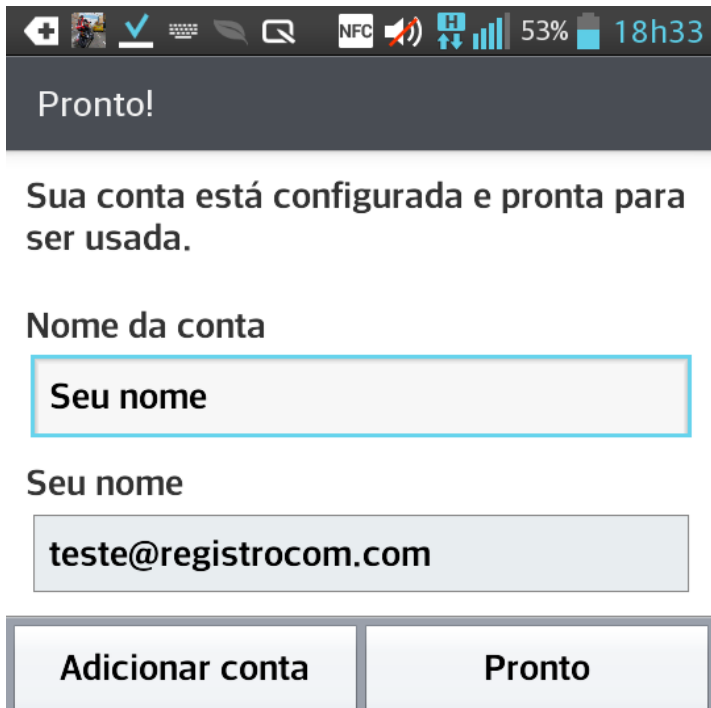 NFC H 53% 18h33
Pronto!
Sua conta está configurada e pronta para
ser usada.
Nome da conta
Seu nome
Seu nome
teste@registrocom.com
Adicionar conta Pronto